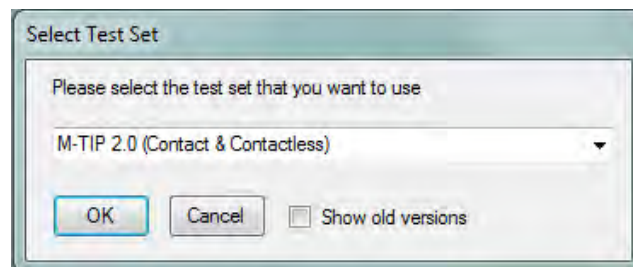 Select Test Set
Please select the test set that you want to use
M-TIP 2.0 (Contact & Contactless)
OK Cancel Show old versions